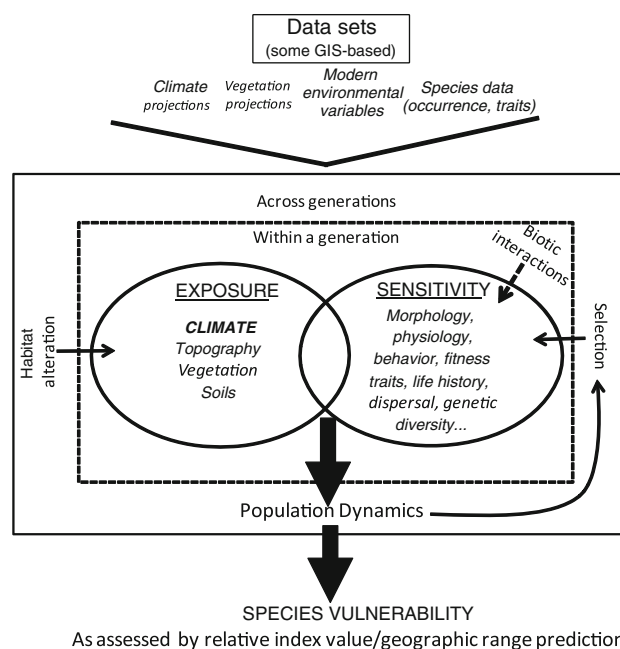 Data sets
(some GIS-based)
Climate
projections
Vegetation
projections
Modern
environmental
variables
Species data
(occurrence, traits)
Across generations
Within a generation
Biotic
interactions
EXPOSURE
CLIMATE
Topography
Vegetation
Soils
SENSITIVITY
Morphology,
physiology,
behavior, fitness
traits, life history,
dispersal, genetic
diversity...
Habitat
alteration
Selection
Population Dynamics
SPECIES VULNERABILITY
As assessed by relative index value/geographic range prediction